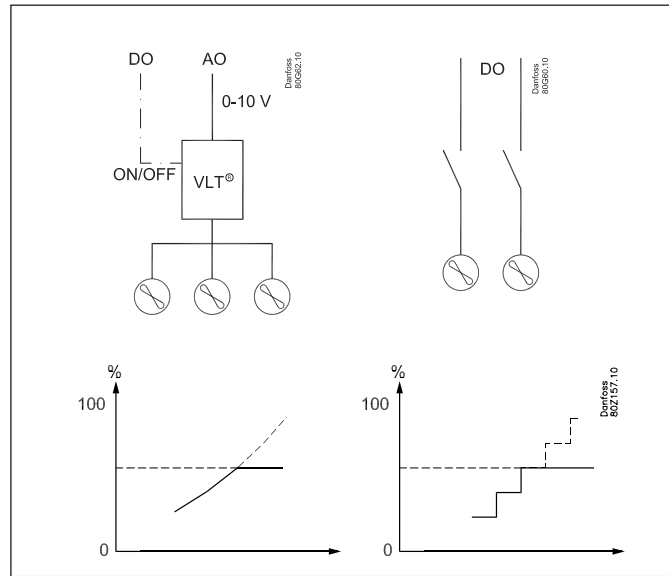 DO
AO
Danfoss
80G62.10
0-10 V
ON/OFF
VLT®
DO
Danfoss
80G60.10
%
100
0
%
100
0
Danfoss
80Z157.10